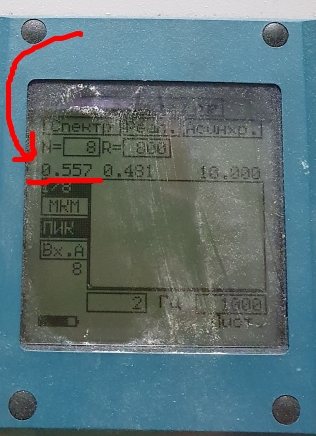 Спектр Реал. Асинхр.
N= 8 R= .800
0.557 0.481 10.000
1/8
МКМ
ПИК
Вх.А
8
2 Гц 1000